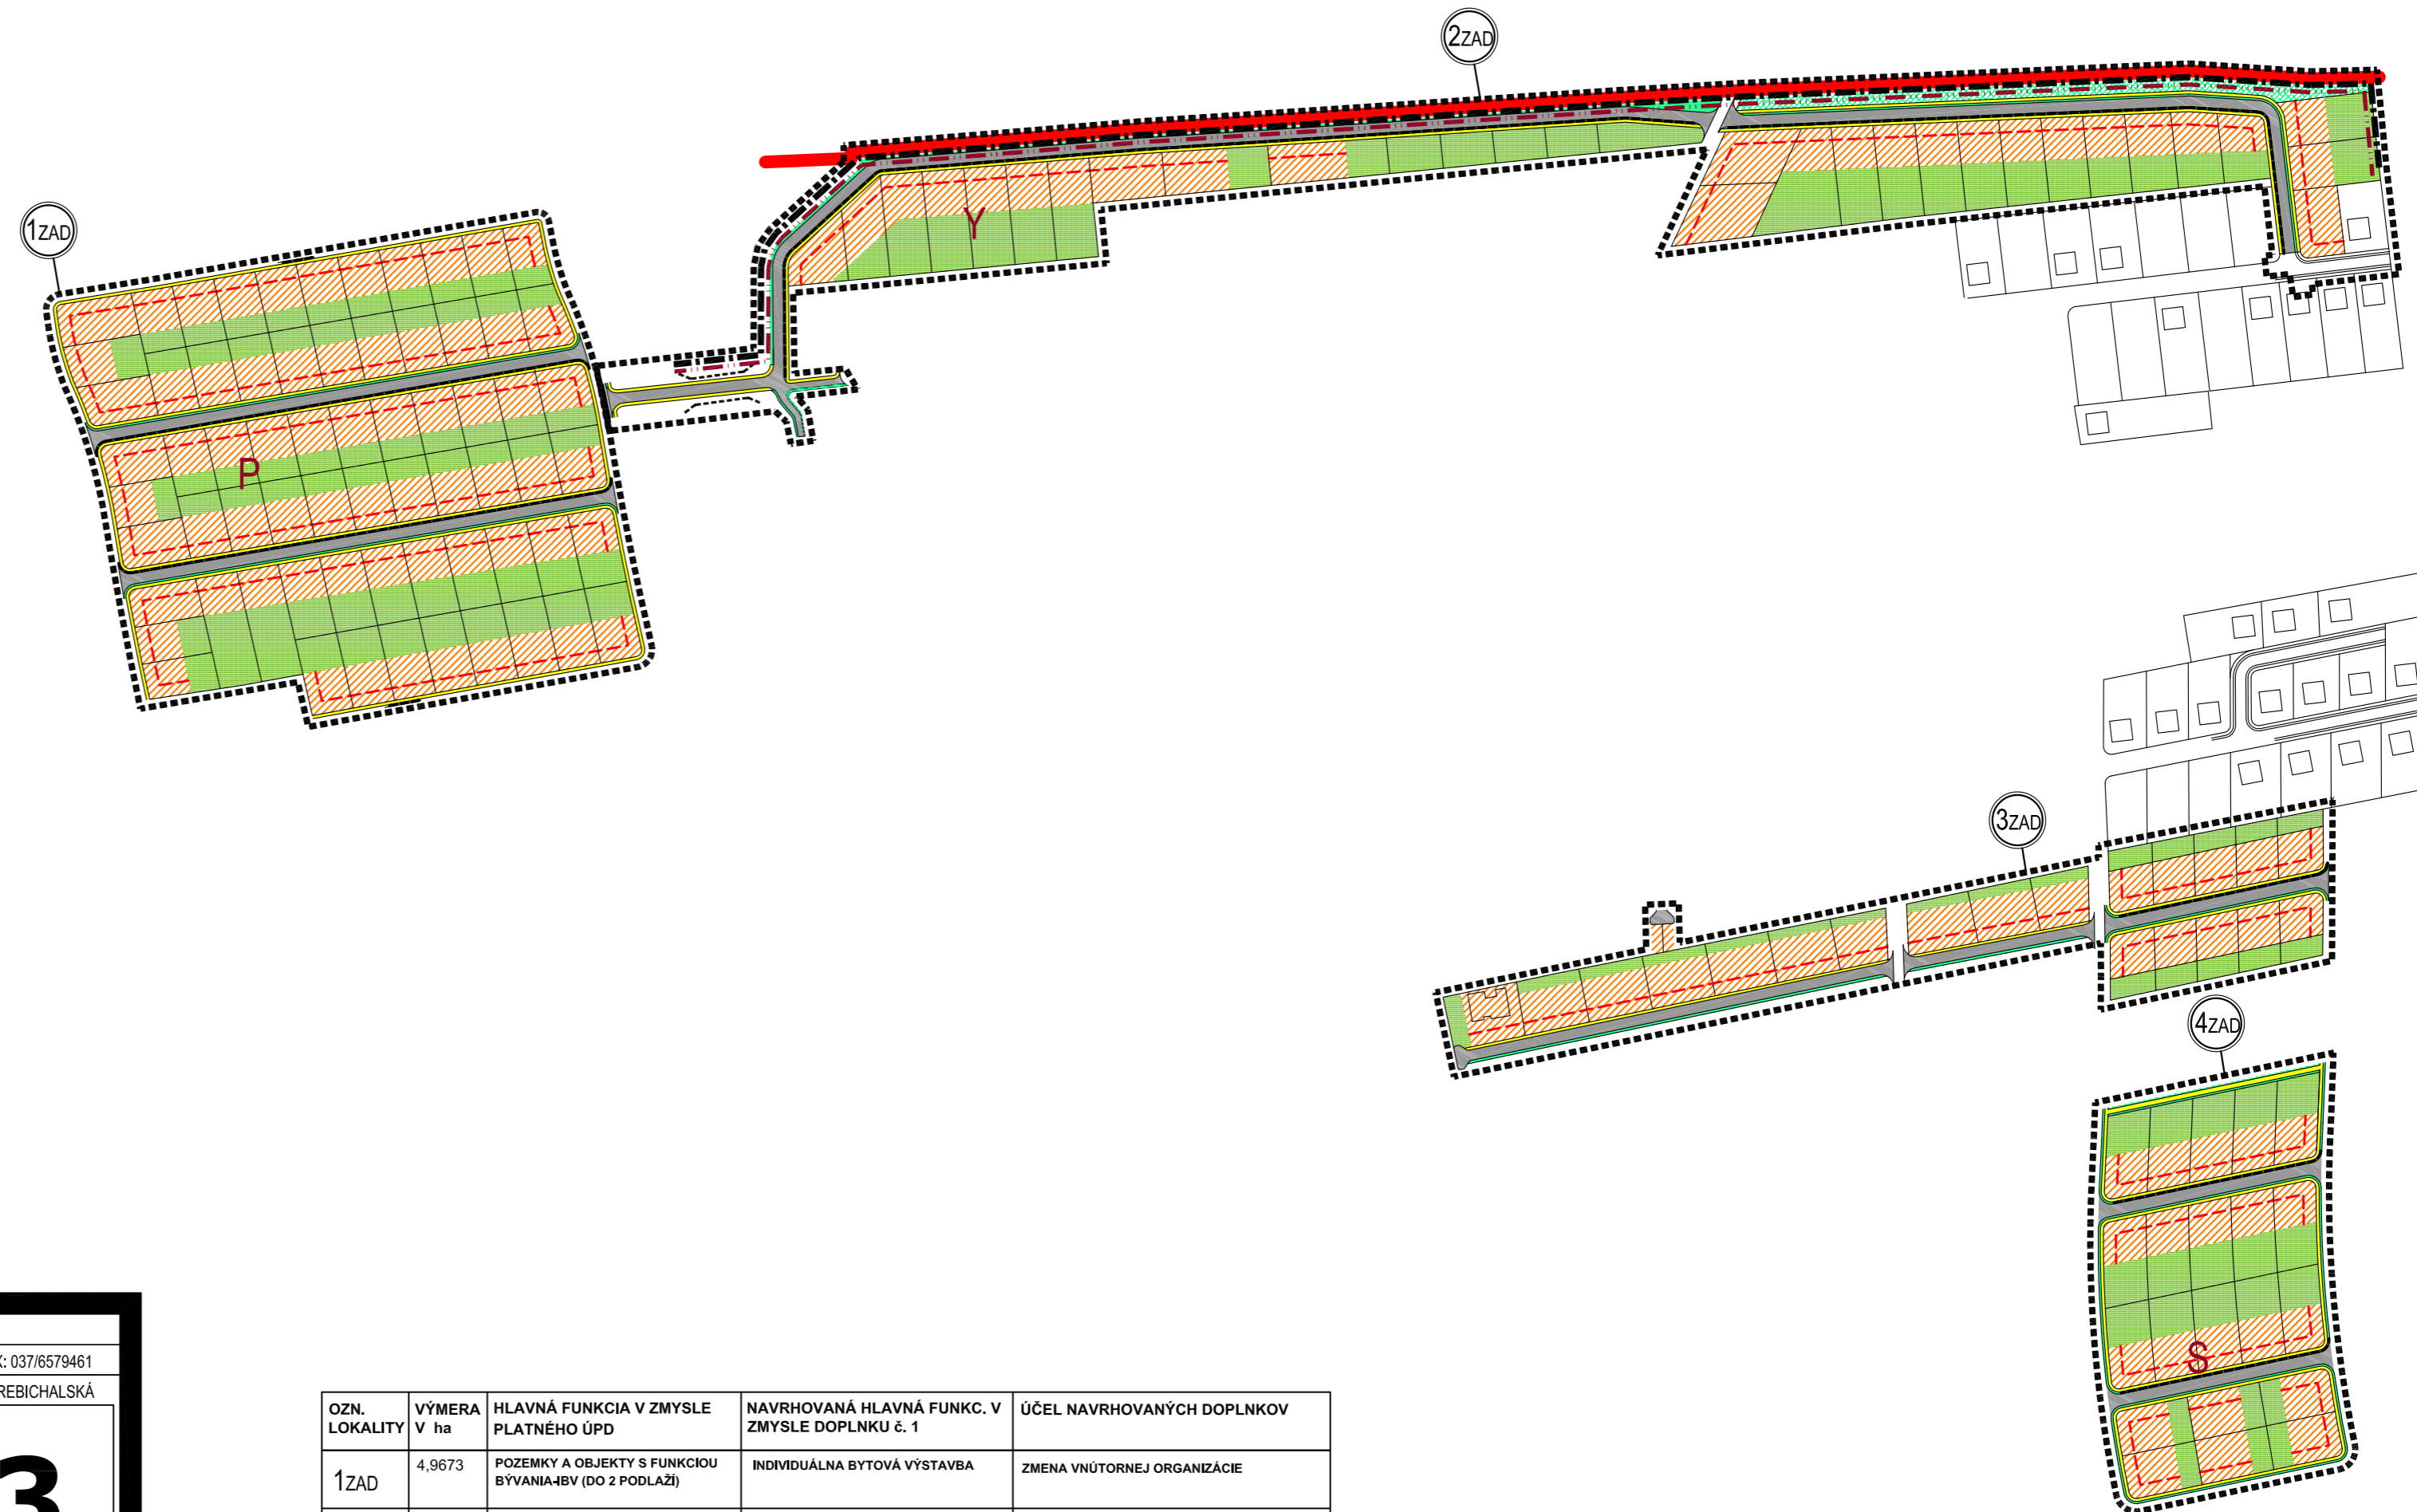 2ZAD
1ZAD
Y
P
3ZAD
4ZAD
S
X: 037/6579461
REBICHALSKÁ
3
OZN. LOKALITY
VÝMERA V ha
HLAVNÁ FUNKCIA V ZMYSLE PLATNÉHO ÚPD
NAVRHOVANÁ HLAVNÁ FUNKC. V ZMYSLE DOPLNKU č. 1
ÚČEL NAVRHOVANÝCH DOPLNKOV
1ZAD
4,9673
POZEMKY A OBJEKTY S FUNKCIOU BÝVANIA-IBV (DO 2 PODLAŽÍ)
INDIVIDUÁLNA BYTOVÁ VÝSTAVBA
ZMENA VNÚTORNEJ ORGANIZÁCIE